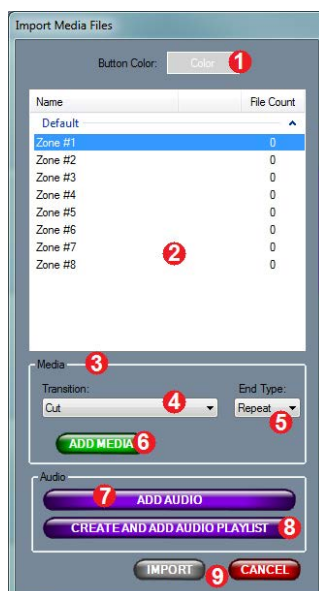 Import Media Files
Button Color: Color 1
Name File Count
Default
Zone #1 0
Zone #2 0
Zone #3 0
Zone #4 0
Zone #5 0
Zone #6 0
Zone #7 0
Zone #8 0
2
Media 3
Transition: End Type:
Cut 4 Repeat 5
ADD MEDIA 6
Audio
7 ADD AUDIO
CREATE AND ADD AUDIO PLAYLIST 8
IMPORT 9 CANCEL